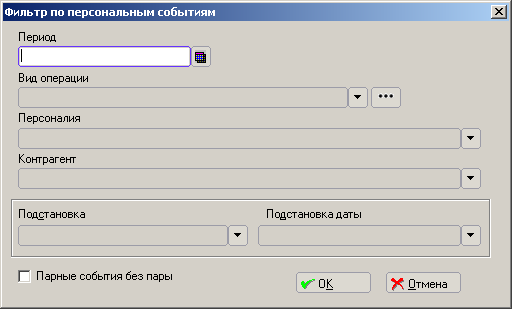 Фильтр по персональным событиям
Период
Вид операции
Персоналия
Контрагент
Подстановка Подстановка даты
Парные события без пары OK Отмена